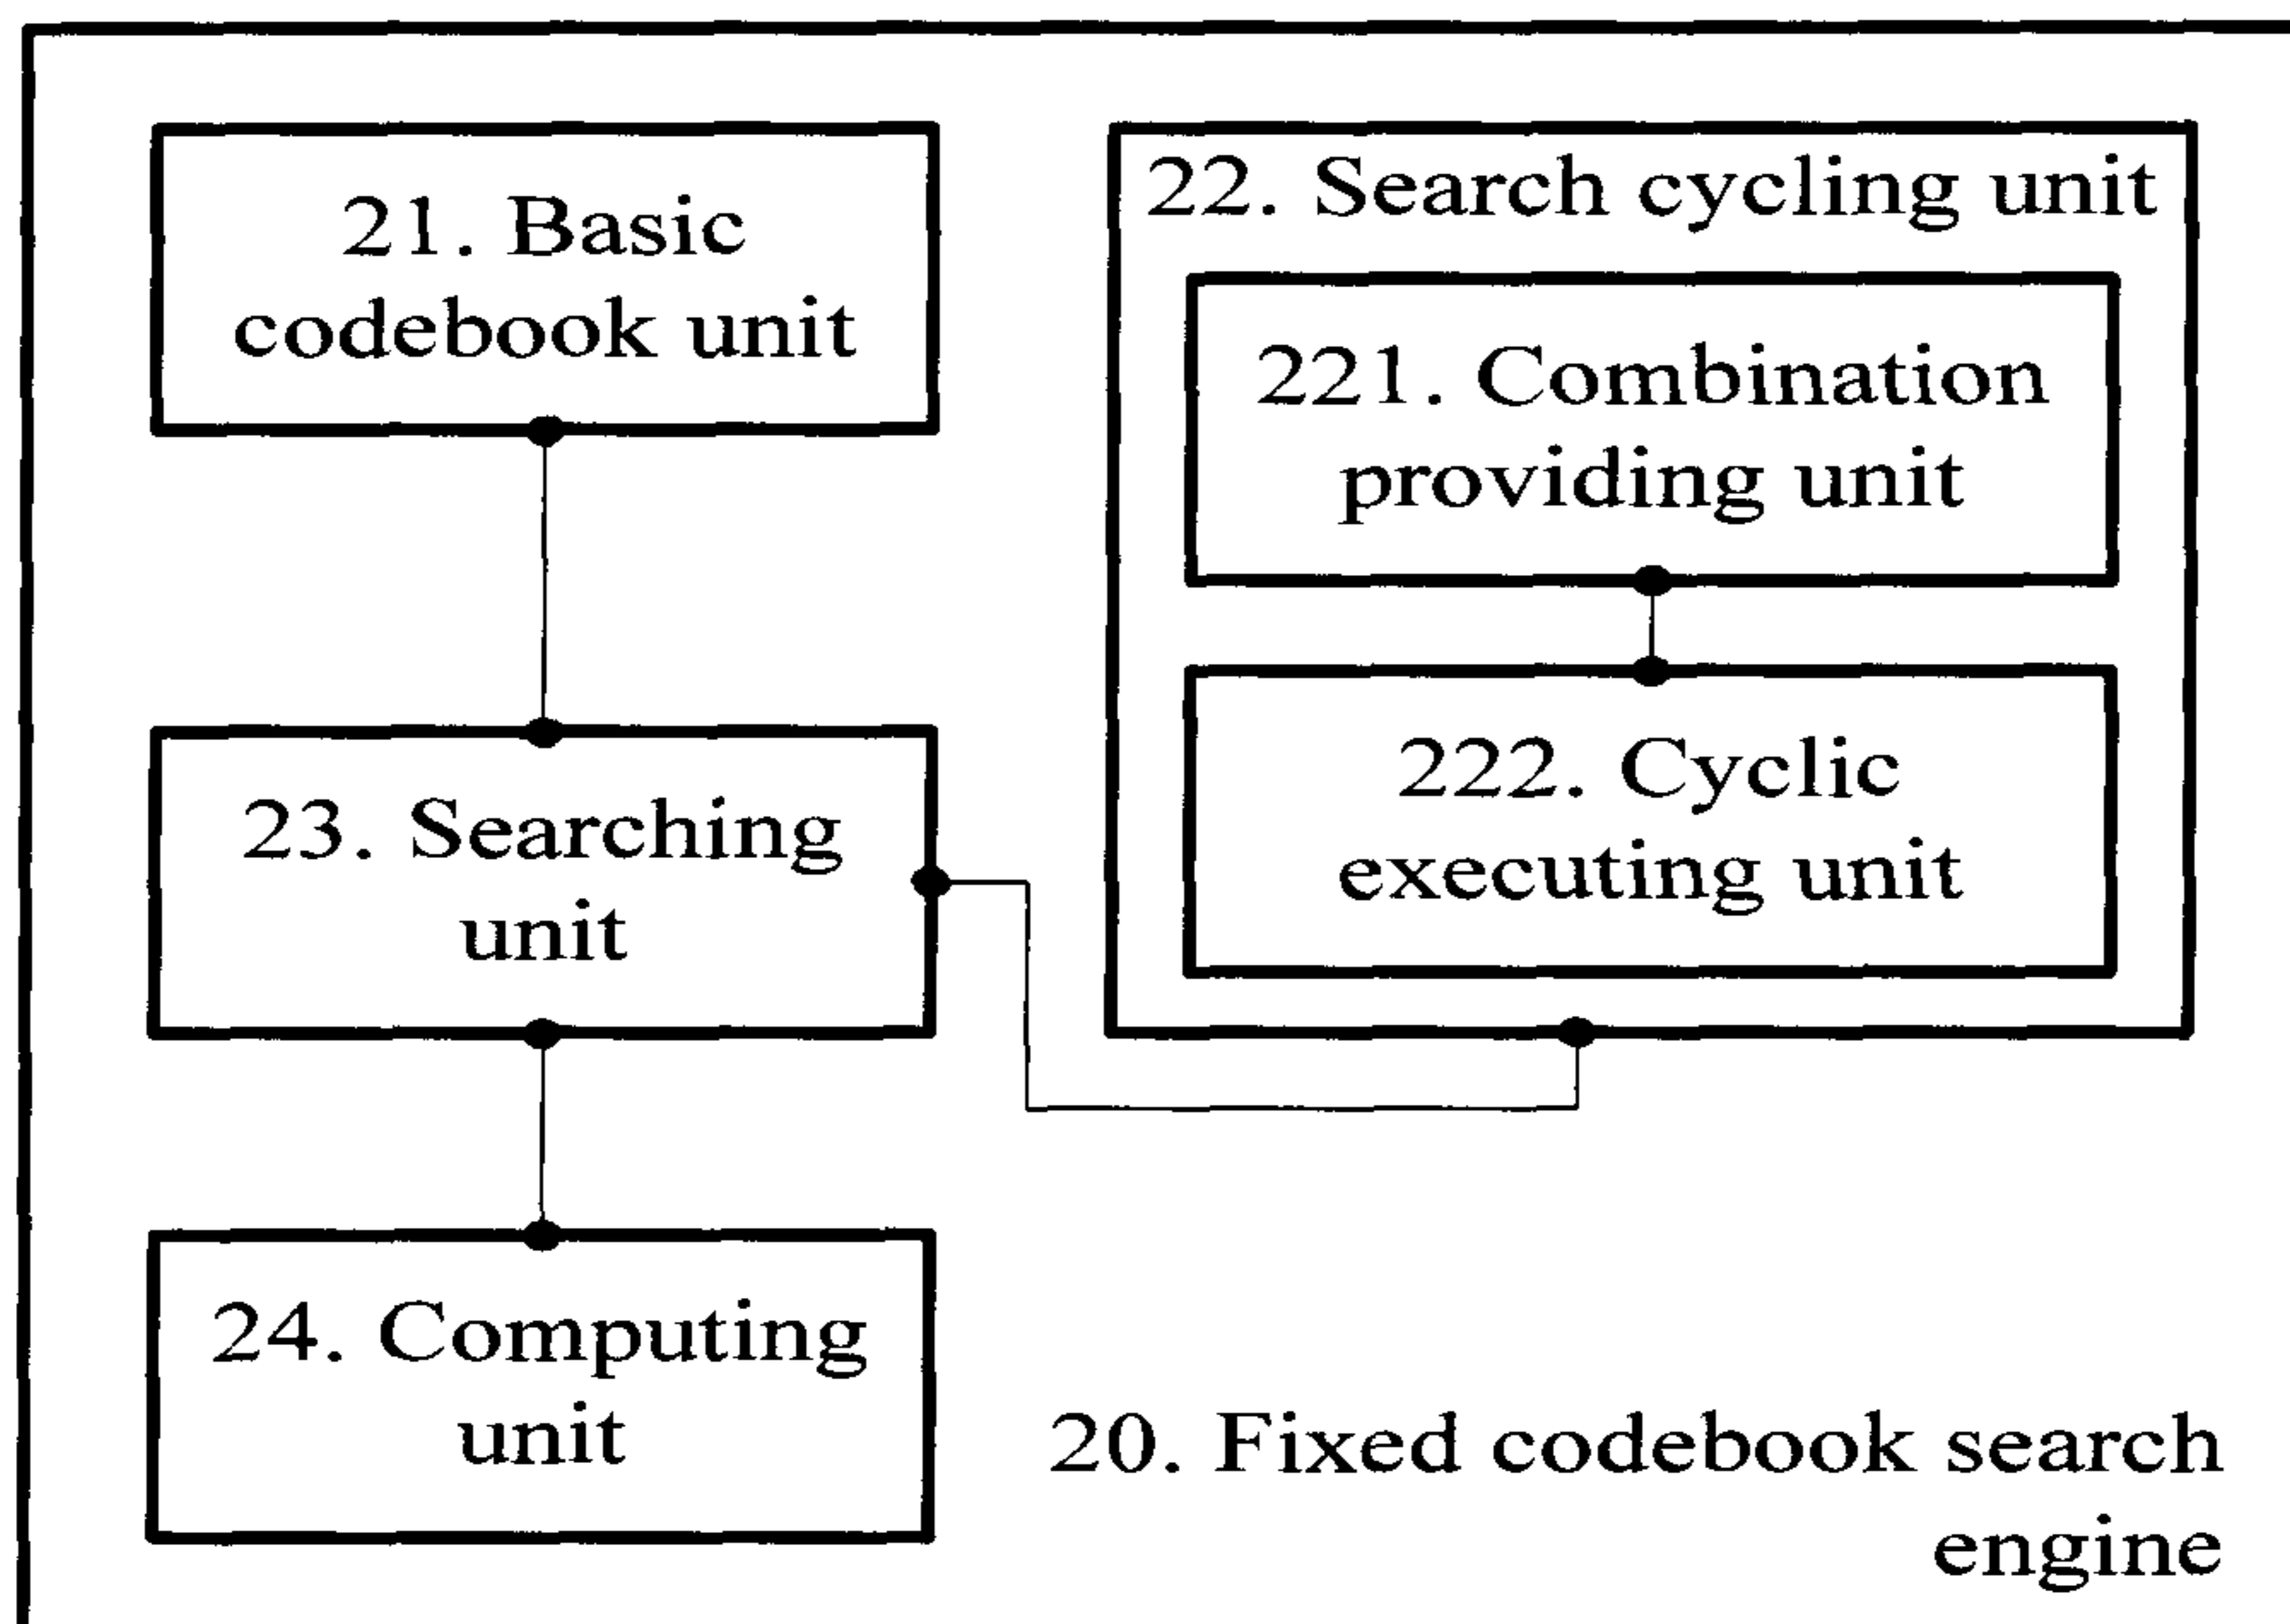 21. Basic
codebook unit
22. Search cycling unit
221. Combination
providing unit
222. Cyclic
executing unit
23. Searching
unit
24. Computing
unit
20. Fixed codebook search
engine